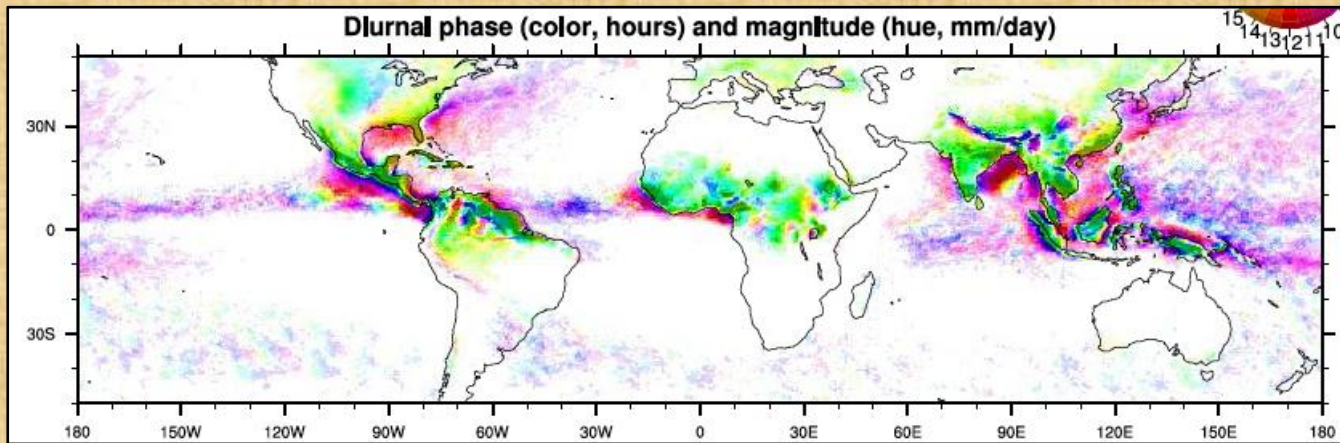 Diurnal phase (color, hours) and magnitude (hue, mm/day)
15 14 13 12 11 10
30N
0
30S
180 150W 120W 90W 60W 30W 0 30E 60E 90E 120E 150E 180